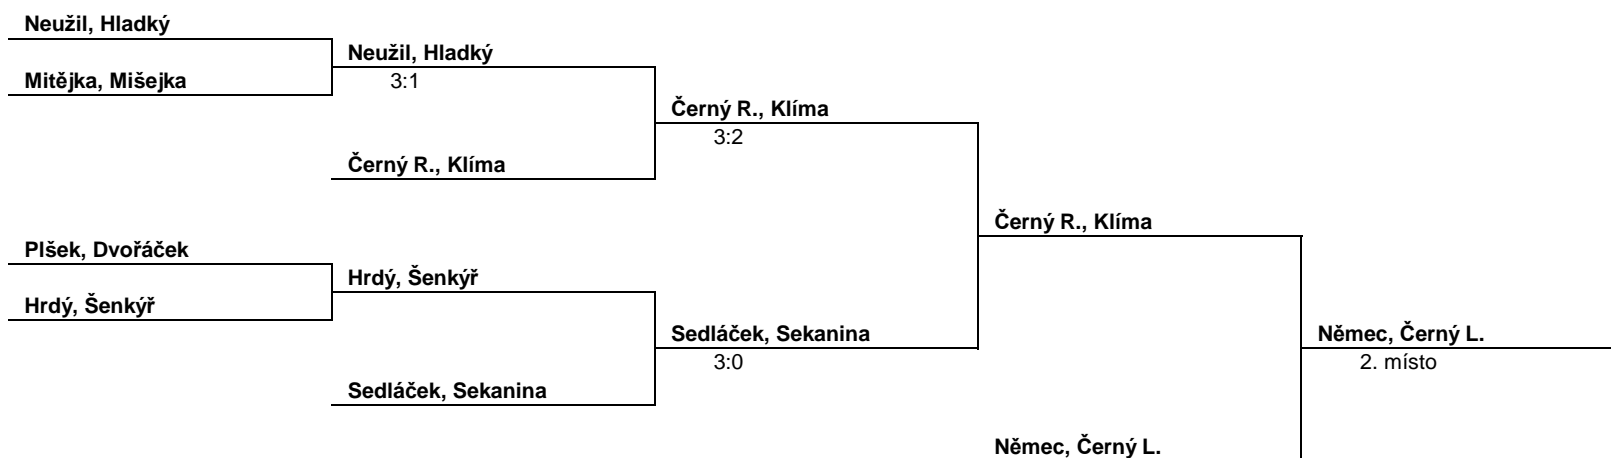 Neužil, Hladký
Neužil, Hladký
Mitějka, Mišejka
3:1
Černý R., Klíma
3:2
Černý R., Klíma
Černý R., Klíma
Plšek, Dvořáček
Hrdý, Šenkýř
Hrdý, Šenkýř
Sedláček, Sekanina
Němec, Černý L.
3:0
2. místo
Sedláček, Sekanina
Němec, Černý L.